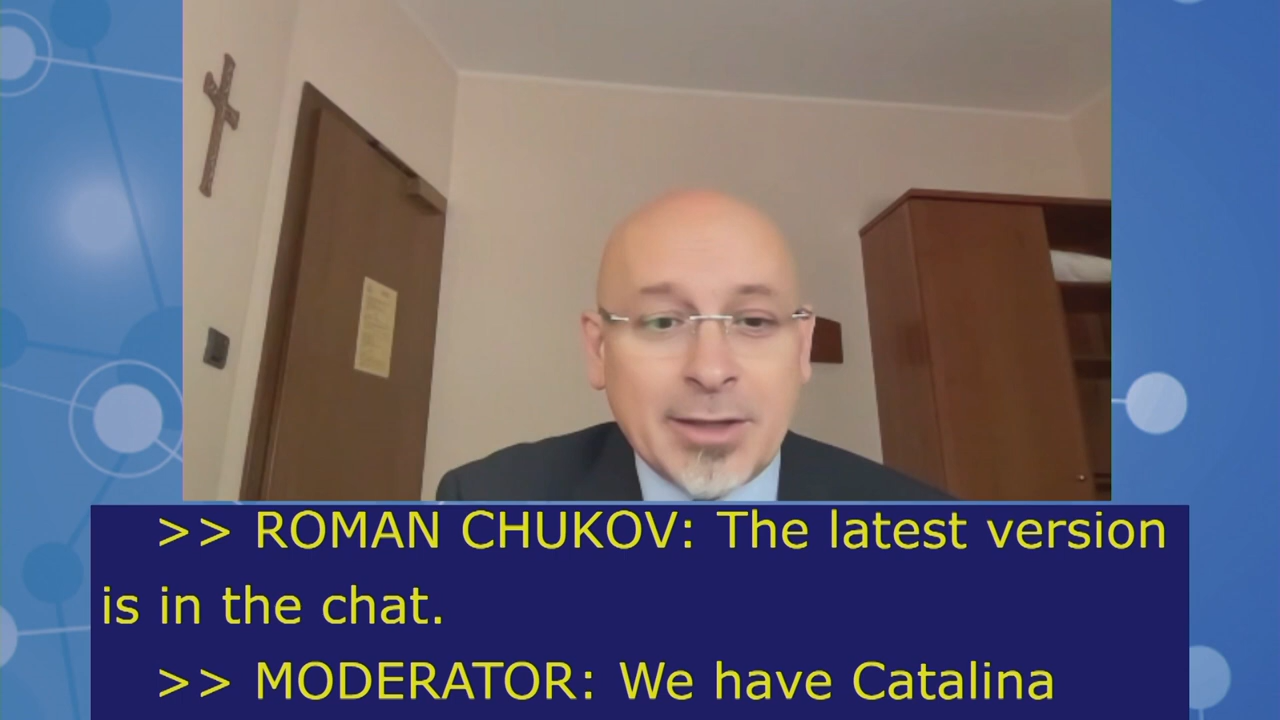 >> ROMAN CHUKOV: The latest version
is in the chat.
>> MODERATOR: We have Catalina